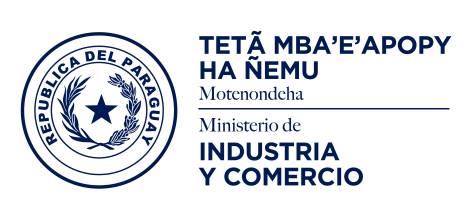 REPUBLICA DEL PARAGUAY
TETÃ MBA’E’APOPY
HA ÑEMU
Motenondeha
Ministerio de
INDUSTRIA
Y COMERCIO